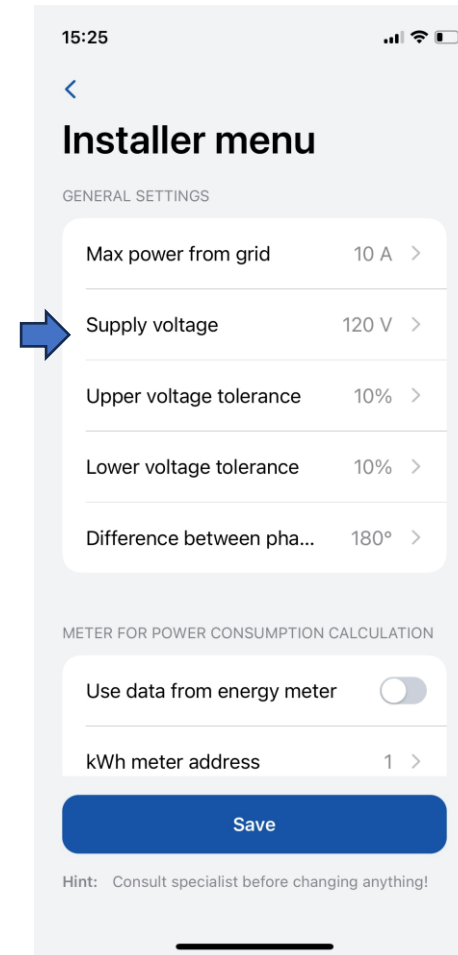 15:25
Installer menu
GENERAL SETTINGS
Max power from grid 10 A
Supply voltage 120 V
Upper voltage tolerance 10%
Lower voltage tolerance 10%
Difference between pha... 180°
METER FOR POWER CONSUMPTION CALCULATION
Use data from energy meter
kWh meter address 1
Save
Hint: Consult specialist before changing anything!